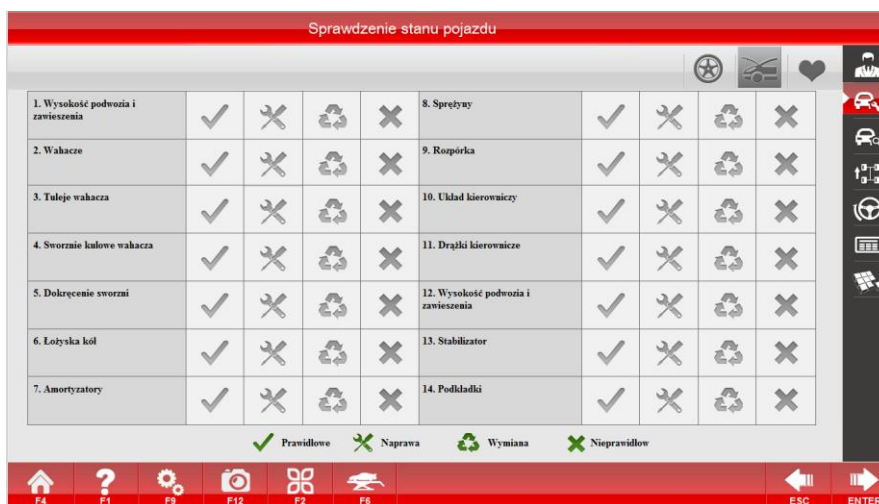 Sprawdzenie stanu pojazdu
1. Wysokość podwozia i
zawieszenia
8. Sprężyny
2. Wahacze
9. Rozpórka
3. Tuleje wahacza
10. Układ kierowniczy
4. Sworznie kulowe wahacza
11. Drążki kierownicze
5. Dokręcenie sworzni
12. Wysokość podwozia i
zawieszenia
6. Łożyska kół
13. Stabilizator
7. Amortyzatory
14. Podkładki
Prawidłowe Naprawa Wymiana Nieprawidłow
F4 F1 F9 F12 F2 F6 ESC ENTER